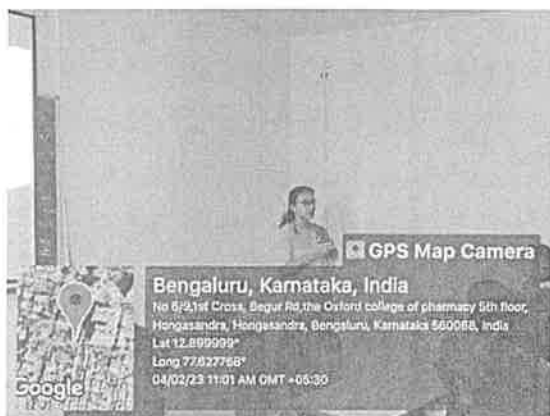 GPS Map Camera
Bengaluru, Karnataka, India
No 6/9,1st Cross, Begur Rd,the Oxford college of pharmacy 5th floor,
Hongasandra, Hongasandra, Bengaluru, Karnataka 560068, India
Lat 12.899999°
Long 77.627768°
04/02/23 11:01 AM GMT +05:30
Google